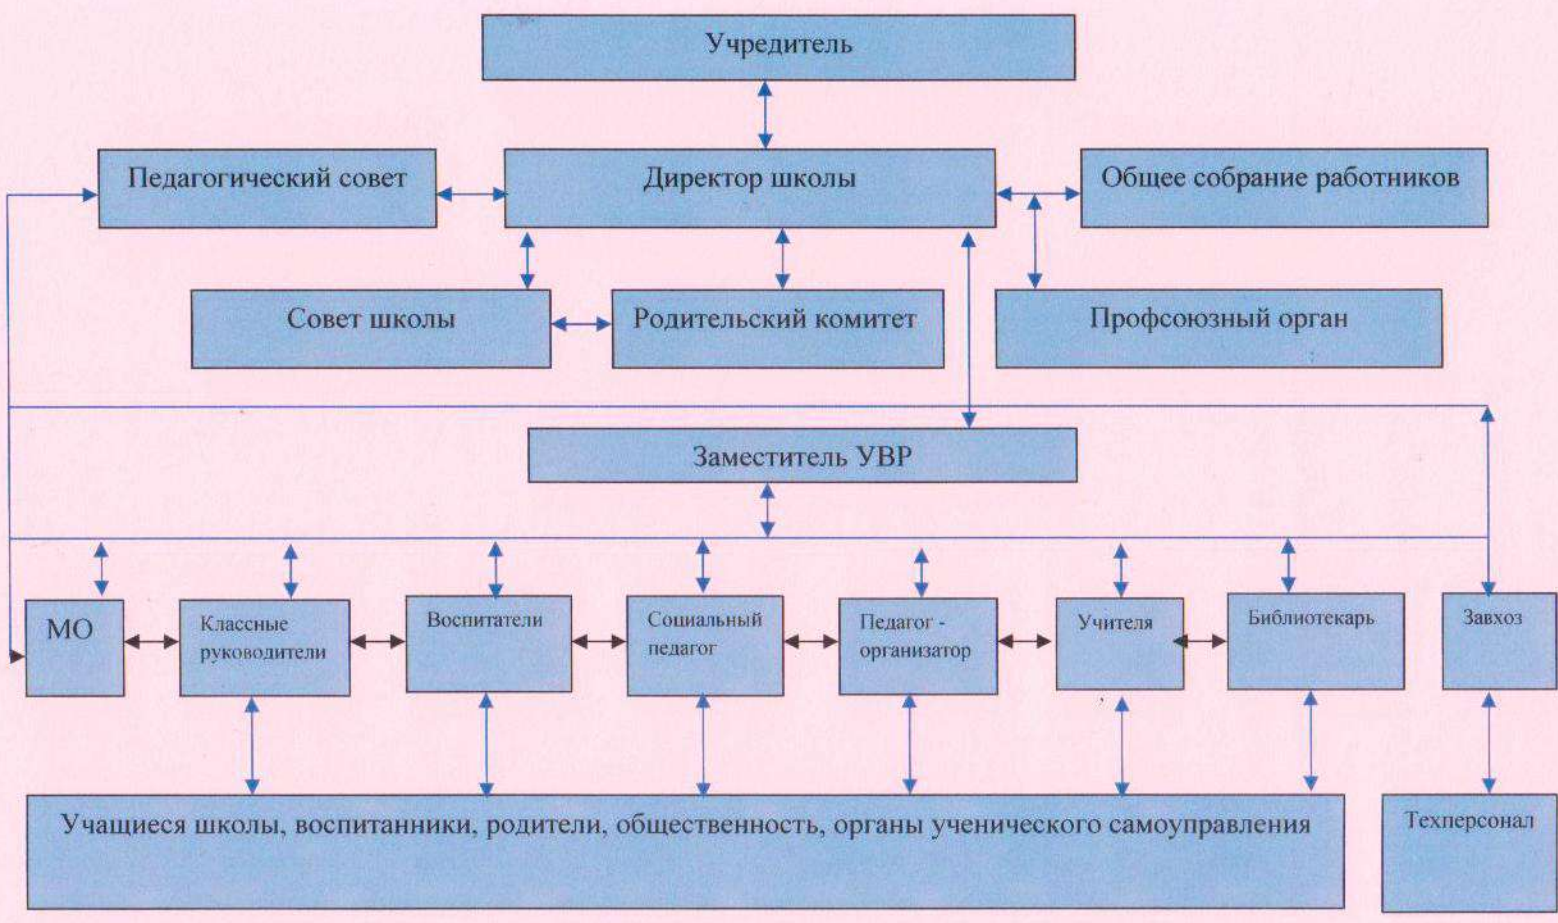 Учредитель
Педагогический совет
Директор школы
Общее собрание работников
Совет школы
Родительский комитет
Профсоюзный орган
Заместитель УВР
МО
Классные
руководители
Воспитатели
Социальный
педагог
Педагог -
организатор
Учителя
Библиотекарь
Завхоз
Учащиеся школы, воспитанники, родители, общественность, органы ученического самоуправления
Техперсонал